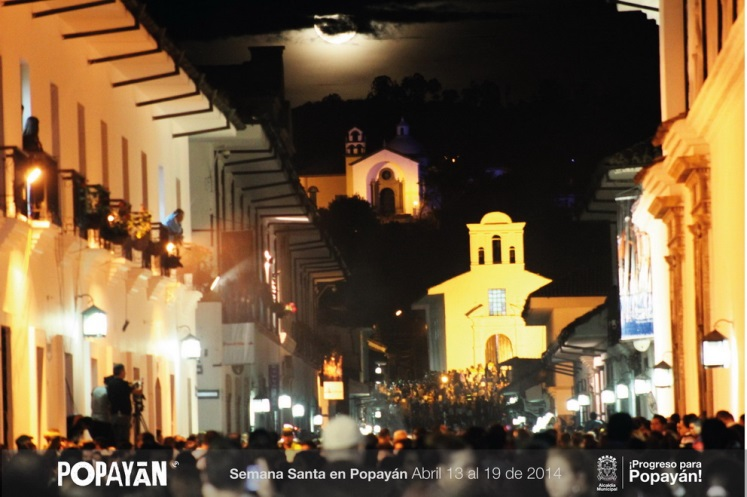 POPAYÁN
Semana Santa en Popayán Abril 13 al 19 de 2014
Alcaldía
Municipal
¡Progreso para
Popayán!